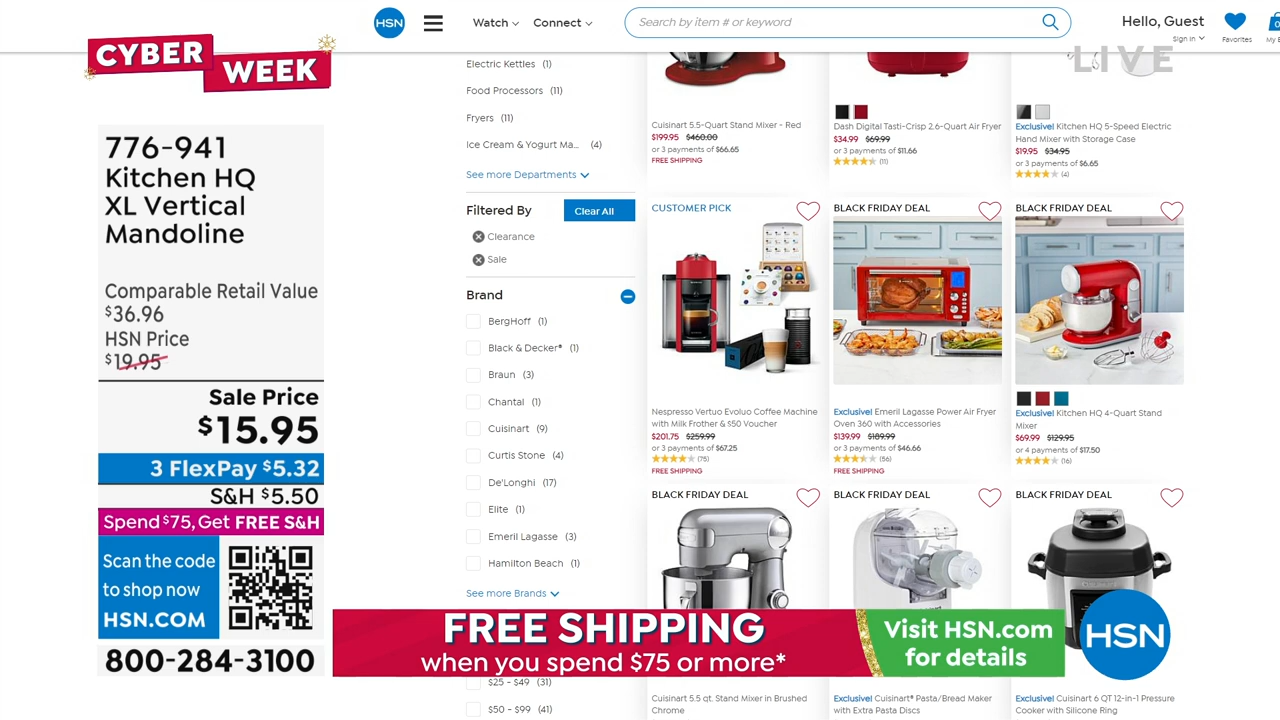 HSN
Watch
Connect
Search by item # or keyword
Hello, Guest
Sign In
Favorites
0
LIVE
CYBER
WEEK
776-941
Kitchen HQ
XL Vertical
Mandoline
Comparable Retail Value
$36.96
HSN Price
$19.95
Sale Price
$15.95
3 FlexPay $5.32
S&H $5.50
Spend $75, Get FREE S&H
Scan the code
to shop now
HSN.COM
800-284-3100
Electric Kettles (1)
Food Processors (11)
Fryers (11)
Ice Cream & Yogurt Ma... (4)
See more Departments
Filtered By
Clear All
Clearance
Sale
Brand
BergHoff (1)
Black & Decker® (1)
Braun (3)
Chantal (1)
Cuisinart (9)
Curtis Stone (4)
De'Longhi (17)
Elite (1)
Emeril Lagasse (3)
Hamilton Beach (1)
See more Brands
$25 - $49 (31)
$50 - $99 (41)
Cuisinart 5.5-Quart Stand Mixer - Red
$199.95 $460.00
or 3 payments of $66.65
FREE SHIPPING
Dash Digital Tasti-Crisp 2.6-Quart Air Fryer
$34.99 $69.99
or 3 payments of $11.66
(11)
Exclusive! Kitchen HQ 5-Speed Electric
Hand Mixer with Storage Case
$19.95 $34.95
or 3 payments of $6.65
(4)
CUSTOMER PICK
Nespresso Vertuo Evoluo Coffee Machine
with Milk Frother & $50 Voucher
$201.75 $259.99
or 3 payments of $67.25
(75)
FREE SHIPPING
BLACK FRIDAY DEAL
Exclusive! Emeril Lagasse Power Air Fryer
Oven 360 with Accessories
$139.99 $189.99
or 3 payments of $46.66
(56)
FREE SHIPPING
BLACK FRIDAY DEAL
Exclusive! Kitchen HQ 4-Quart Stand
Mixer
$69.99 $129.95
or 4 payments of $17.50
(16)
BLACK FRIDAY DEAL
Cuisinart 5.5 qt. Stand Mixer in Brushed
Chrome
BLACK FRIDAY DEAL
Exclusive! Cuisinart® Pasta/Bread Maker
with Extra Pasta Discs
BLACK FRIDAY DEAL
Exclusive! Cuisinart 6 QT 12-in-1 Pressure
Cooker with Silicone Ring
FREE SHIPPING
when you spend $75 or more*
Visit HSN.com
for details
HSN